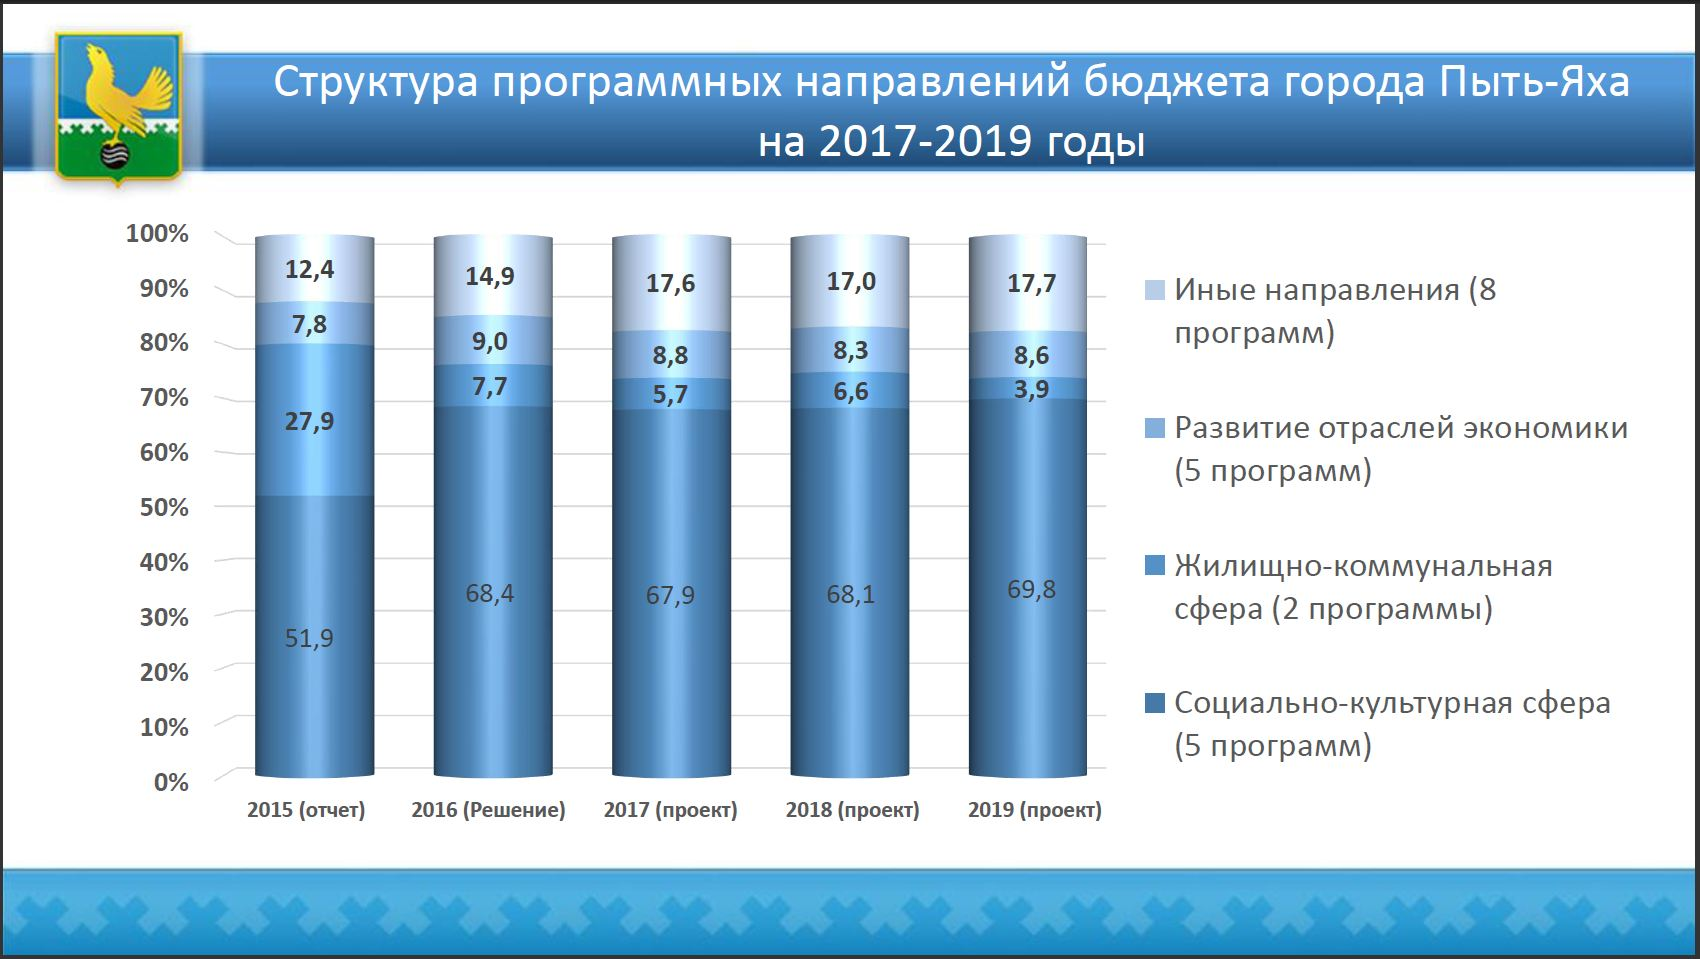 Структура программных направлений бюджета города Пыть-Яха
на 2017-2019 годы
100%
90%
80%
70%
60%
50%
40%
30%
20%
10%
0%
12,4
7,8
27,9
51,9
14,9
9,0
7,7
68,4
17,6
8,8
5,7
67,9
17,0
8,3
6,6
68,1
17,7
8,6
3,9
69,8
2015 (отчет)
2016 (Решение)
2017 (проект)
2018 (проект)
2019 (проект)
Иные направления (8
программ)
Развитие отраслей экономики
(5 программ)
Жилищно-коммунальная
сфера (2 программы)
Социально-культурная сфера
(5 программ)